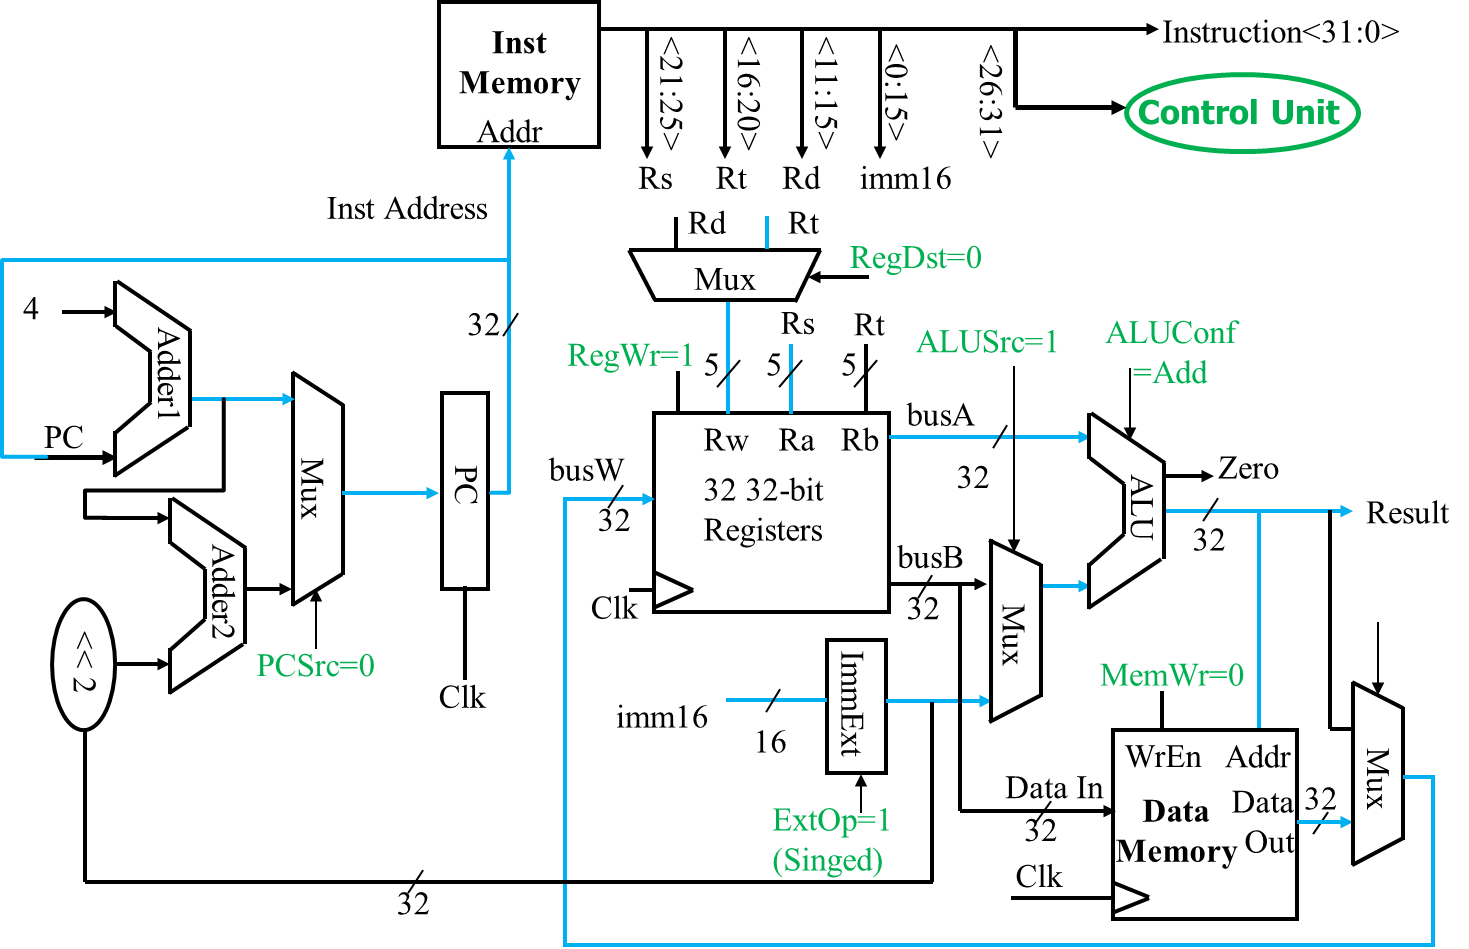 Inst
Memory
Addr
Instruction<31:0>
Control Unit
<21:25>
<16:20>
<11:15>
<0:15>
<26:31>
Rs
Rt
Rd
imm16
Inst Address
Rd
Rt
Mux
RegDst=0
4
Adder1
PC
32
Rs
Rt
RegWr=1
5
5
5
ALUSrc=1
ALUConf
=Add
Mux
PC
Rw
Ra
Rb
32 32-bit
Registers
busW
32
Clk
busA
32
busB
32
ALU
Zero
32
Result
Adder2
<< 2
PCSrc=0
Clk
Mux
imm16
16
ImmExt
ExtOp=1
(Singed)
MemWr=0
WrEn
Addr
Data In
32
Data
Memory
Data
Out
32
Mux
Clk
32